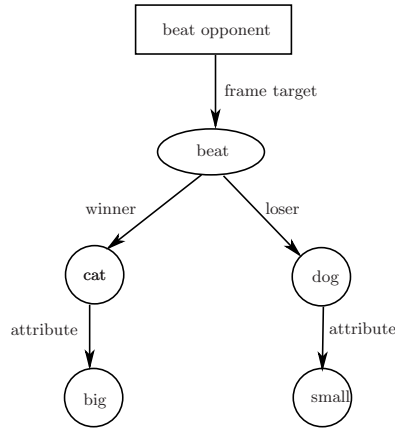 beat opponent
frame target
beat
winner
loser
cat
dog
attribute
attribute
big
small